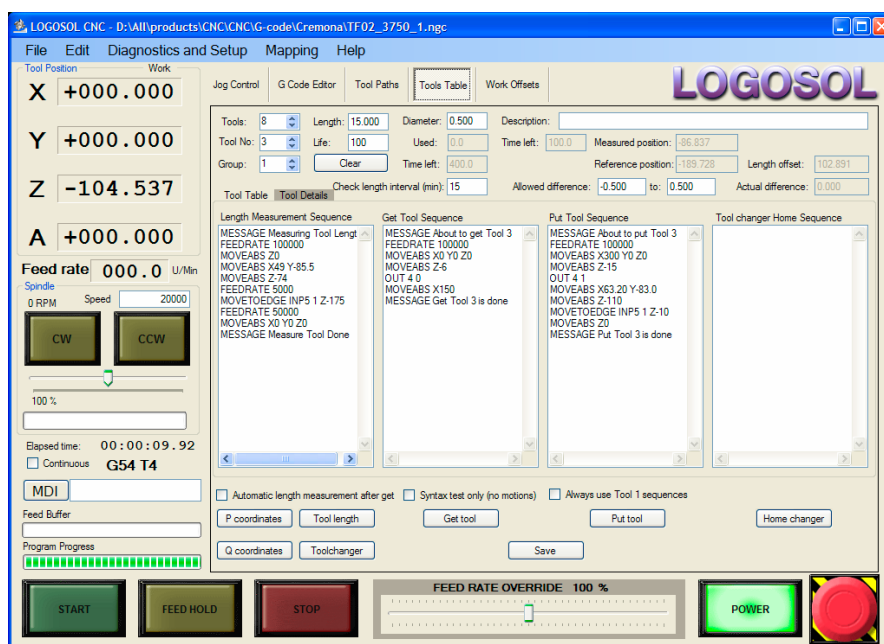 LOGOSOL CNC - D:\All\products\CNC\CNC\G-code\Cremona\TF02_3750_1.ngc
File Edit Diagnostics and Setup Mapping Help
Tool Position Work
X +000.000
Y +000.000
Z -104.537
A +000.000
Feed rate 000.0 U/Min
Spindle
0 RPM Speed 20000
CW CCW
100 %
Elapsed time: 00:00:09.92
Continuous G54 T4
MDI
Feed Buffer
Program Progress
Jog Control G Code Editor Tool Paths Tools Table Work Offsets
LOGOSOL
Tools: 8 Length: 15.000 Diameter: 0.500 Description:
Tool No: 3 Life: 100 Used: 0.0 Time left: 100.0 Measured position: -86.837
Group: 1 Clear Time left: 400.0 Reference position: -189.728 Length offset: 102.891
Check length interval (min): 15 Allowed difference: -0.500 to: 0.500 Actual difference: 0.000
Tool Table Tool Details
Length Measurement Sequence
MESSAGE Measuring Tool Lengt
FEEDRATE 100000
MOVEABS Z0
MOVEABS X49 Y-85.5
MOVEABS Z-74
FEEDRATE 5000
MOVETOEDGE INP5 1 Z-175
FEEDRATE 50000
MOVEABS X0 Y0 Z0
MESSAGE Measure Tool Done
Get Tool Sequence
MESSAGE About to get Tool 3
FEEDRATE 100000
MOVEABS X0 Y0 Z0
MOVEABS Z-6
OUT 4 0
MOVEABS X150
MESSAGE Get Tool 3 is done
Put Tool Sequence
MESSAGE About to put Tool 3
FEEDRATE 100000
MOVEABS X300 Y0 Z0
MOVEABS Z-15
OUT 4 1
MOVEABS X63.20 Y-83.0
MOVEABS Z-110
MOVETOEDGE INP5 1 Z-10
MOVEABS Z0
MESSAGE Put Tool 3 is done
Tool changer Home Sequence
Automatic length measurement after get Syntax test only (no motions) Always use Tool 1 sequences
P coordinates Tool length Get tool Put tool Home changer
Q coordinates Toolchanger Save
START FEED HOLD STOP
FEED RATE OVERRIDE 100 %
POWER